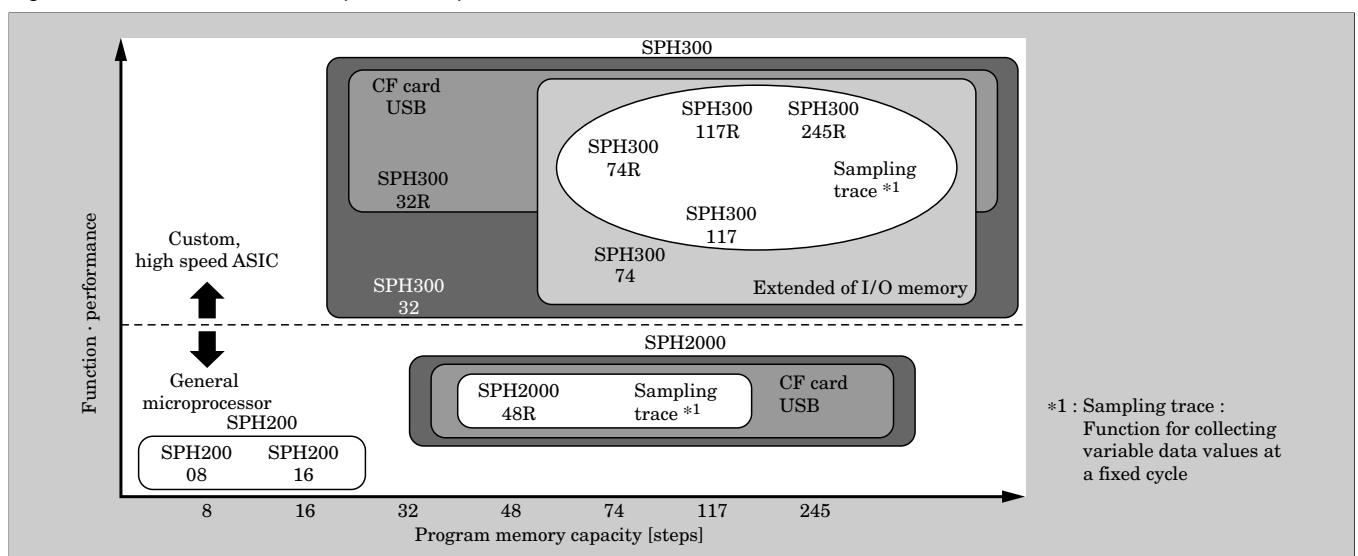 SPH300
CF card
USB
SPH300
117R
SPH300
245R
SPH300
74R
Sampling
trace *1
SPH300
32R
SPH300
117
SPH300
74
Extended of I/O memory
SPH300
32
Function · performance
Custom,
high speed ASIC
General
microprocessor
SPH2000
SPH2000
48R
Sampling
trace *1
CF card
USB
SPH200
SPH200
08
SPH200
16
8 16 32 48 74 117 245
Program memory capacity [steps]
*1 : Sampling trace :
Function for collecting
variable data values at
a fixed cycle